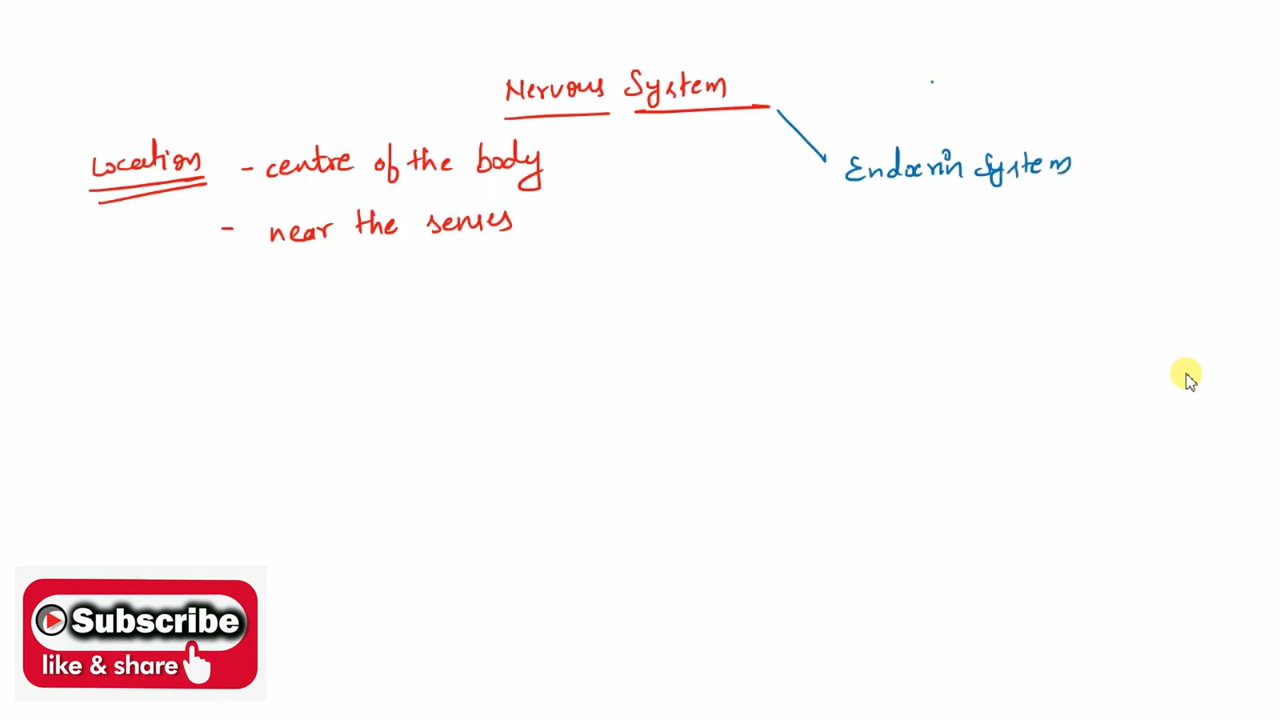 Nervous System
Location - centre of the body
- near the senses
Endocrin System
Subscribe
like & share